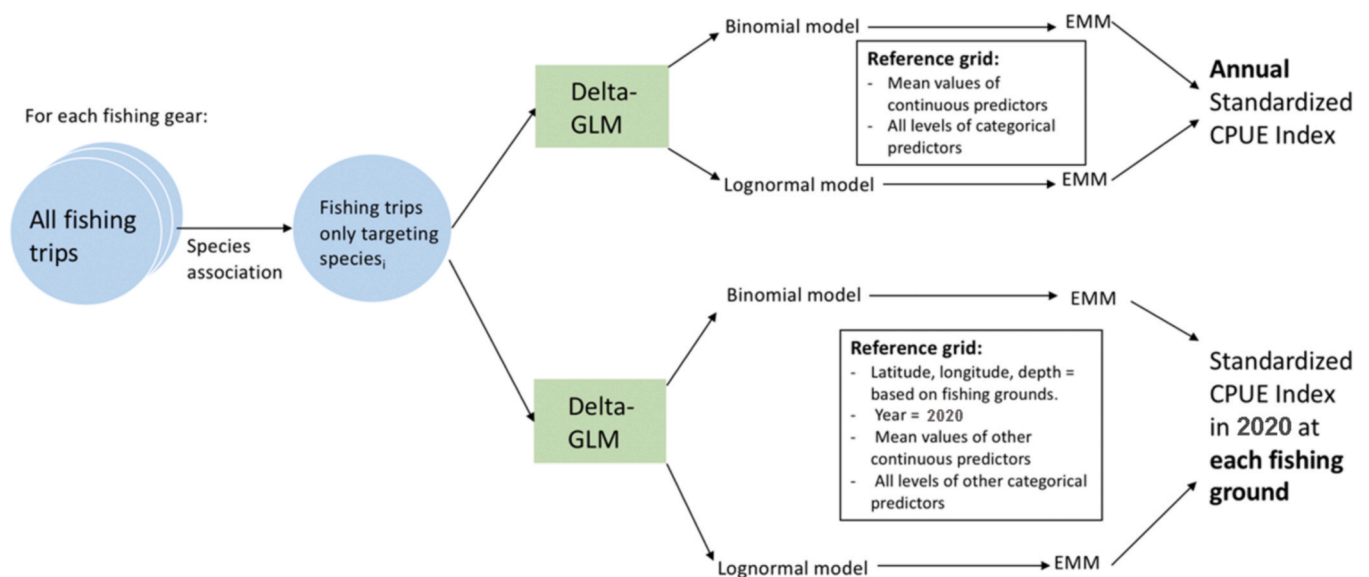 For each fishing gear:
All fishing
trips
Species
association
Fishing trips
only targeting
speciesᵢ
Delta-
GLM
Binomial model
EMM
Reference grid:
- Mean values of
continuous predictors
- All levels of categorical
predictors
Lognormal model
EMM
Annual
Standardized
CPUE Index
Delta-
GLM
Binomial model
EMM
Reference grid:
- Latitude, longitude, depth =
based on fishing grounds.
- Year = 2020
- Mean values of other
continuous predictors
- All levels of other categorical
predictors
Lognormal model
EMM
Standardized
CPUE Index
in 2020 at
each fishing
ground